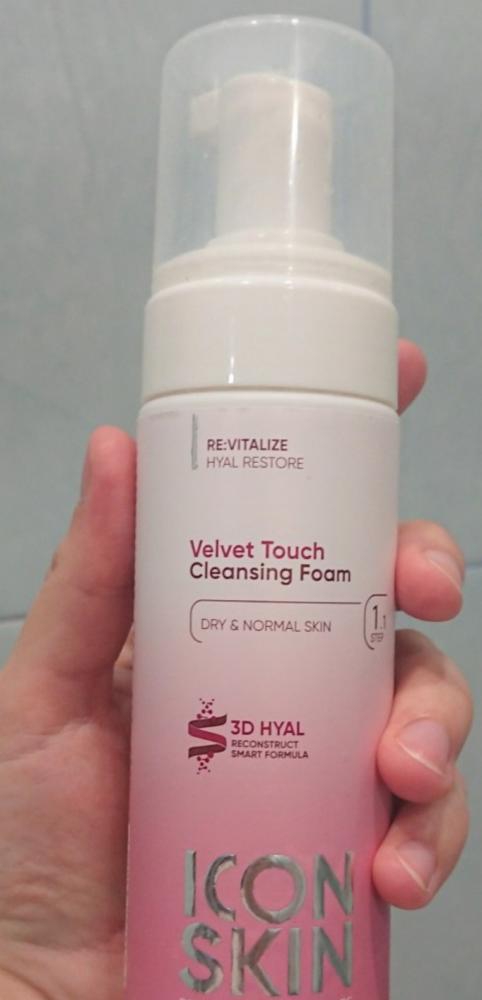 RE:VITALIZE
HYAL RESTORE
Velvet Touch
Cleansing Foam
DRY & NORMAL SKIN
1.1
STEP
3D HYAL
RECONSTRUCT
SMART FORMULA
ICON
SKIN